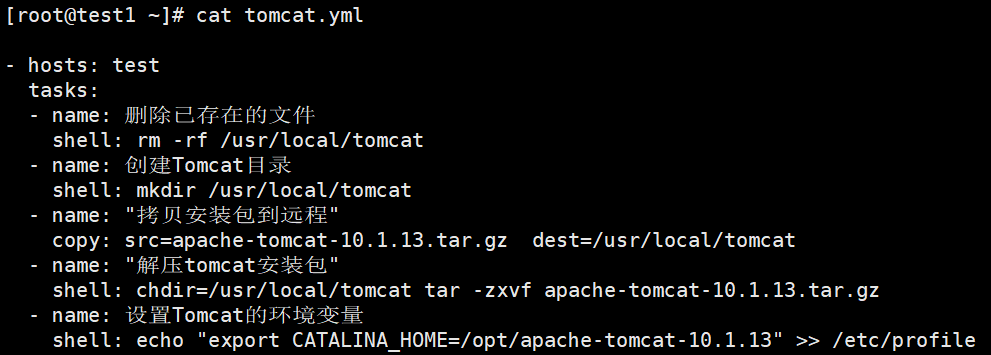 [root@test1 ~]# cat tomcat.yml
- hosts: test
  tasks:
  - name: 删除已存在的文件
    shell: rm -rf /usr/local/tomcat
  - name: 创建Tomcat目录
    shell: mkdir /usr/local/tomcat
  - name: "拷贝安装包到远程"
    copy: src=apache-tomcat-10.1.13.tar.gz  dest=/usr/local/tomcat
  - name: "解压tomcat安装包"
    shell: chdir=/usr/local/tomcat tar -zxvf apache-tomcat-10.1.13.tar.gz
  - name: 设置Tomcat的环境变量
    shell: echo "export CATALINA_HOME=/opt/apache-tomcat-10.1.13" >> /etc/profile